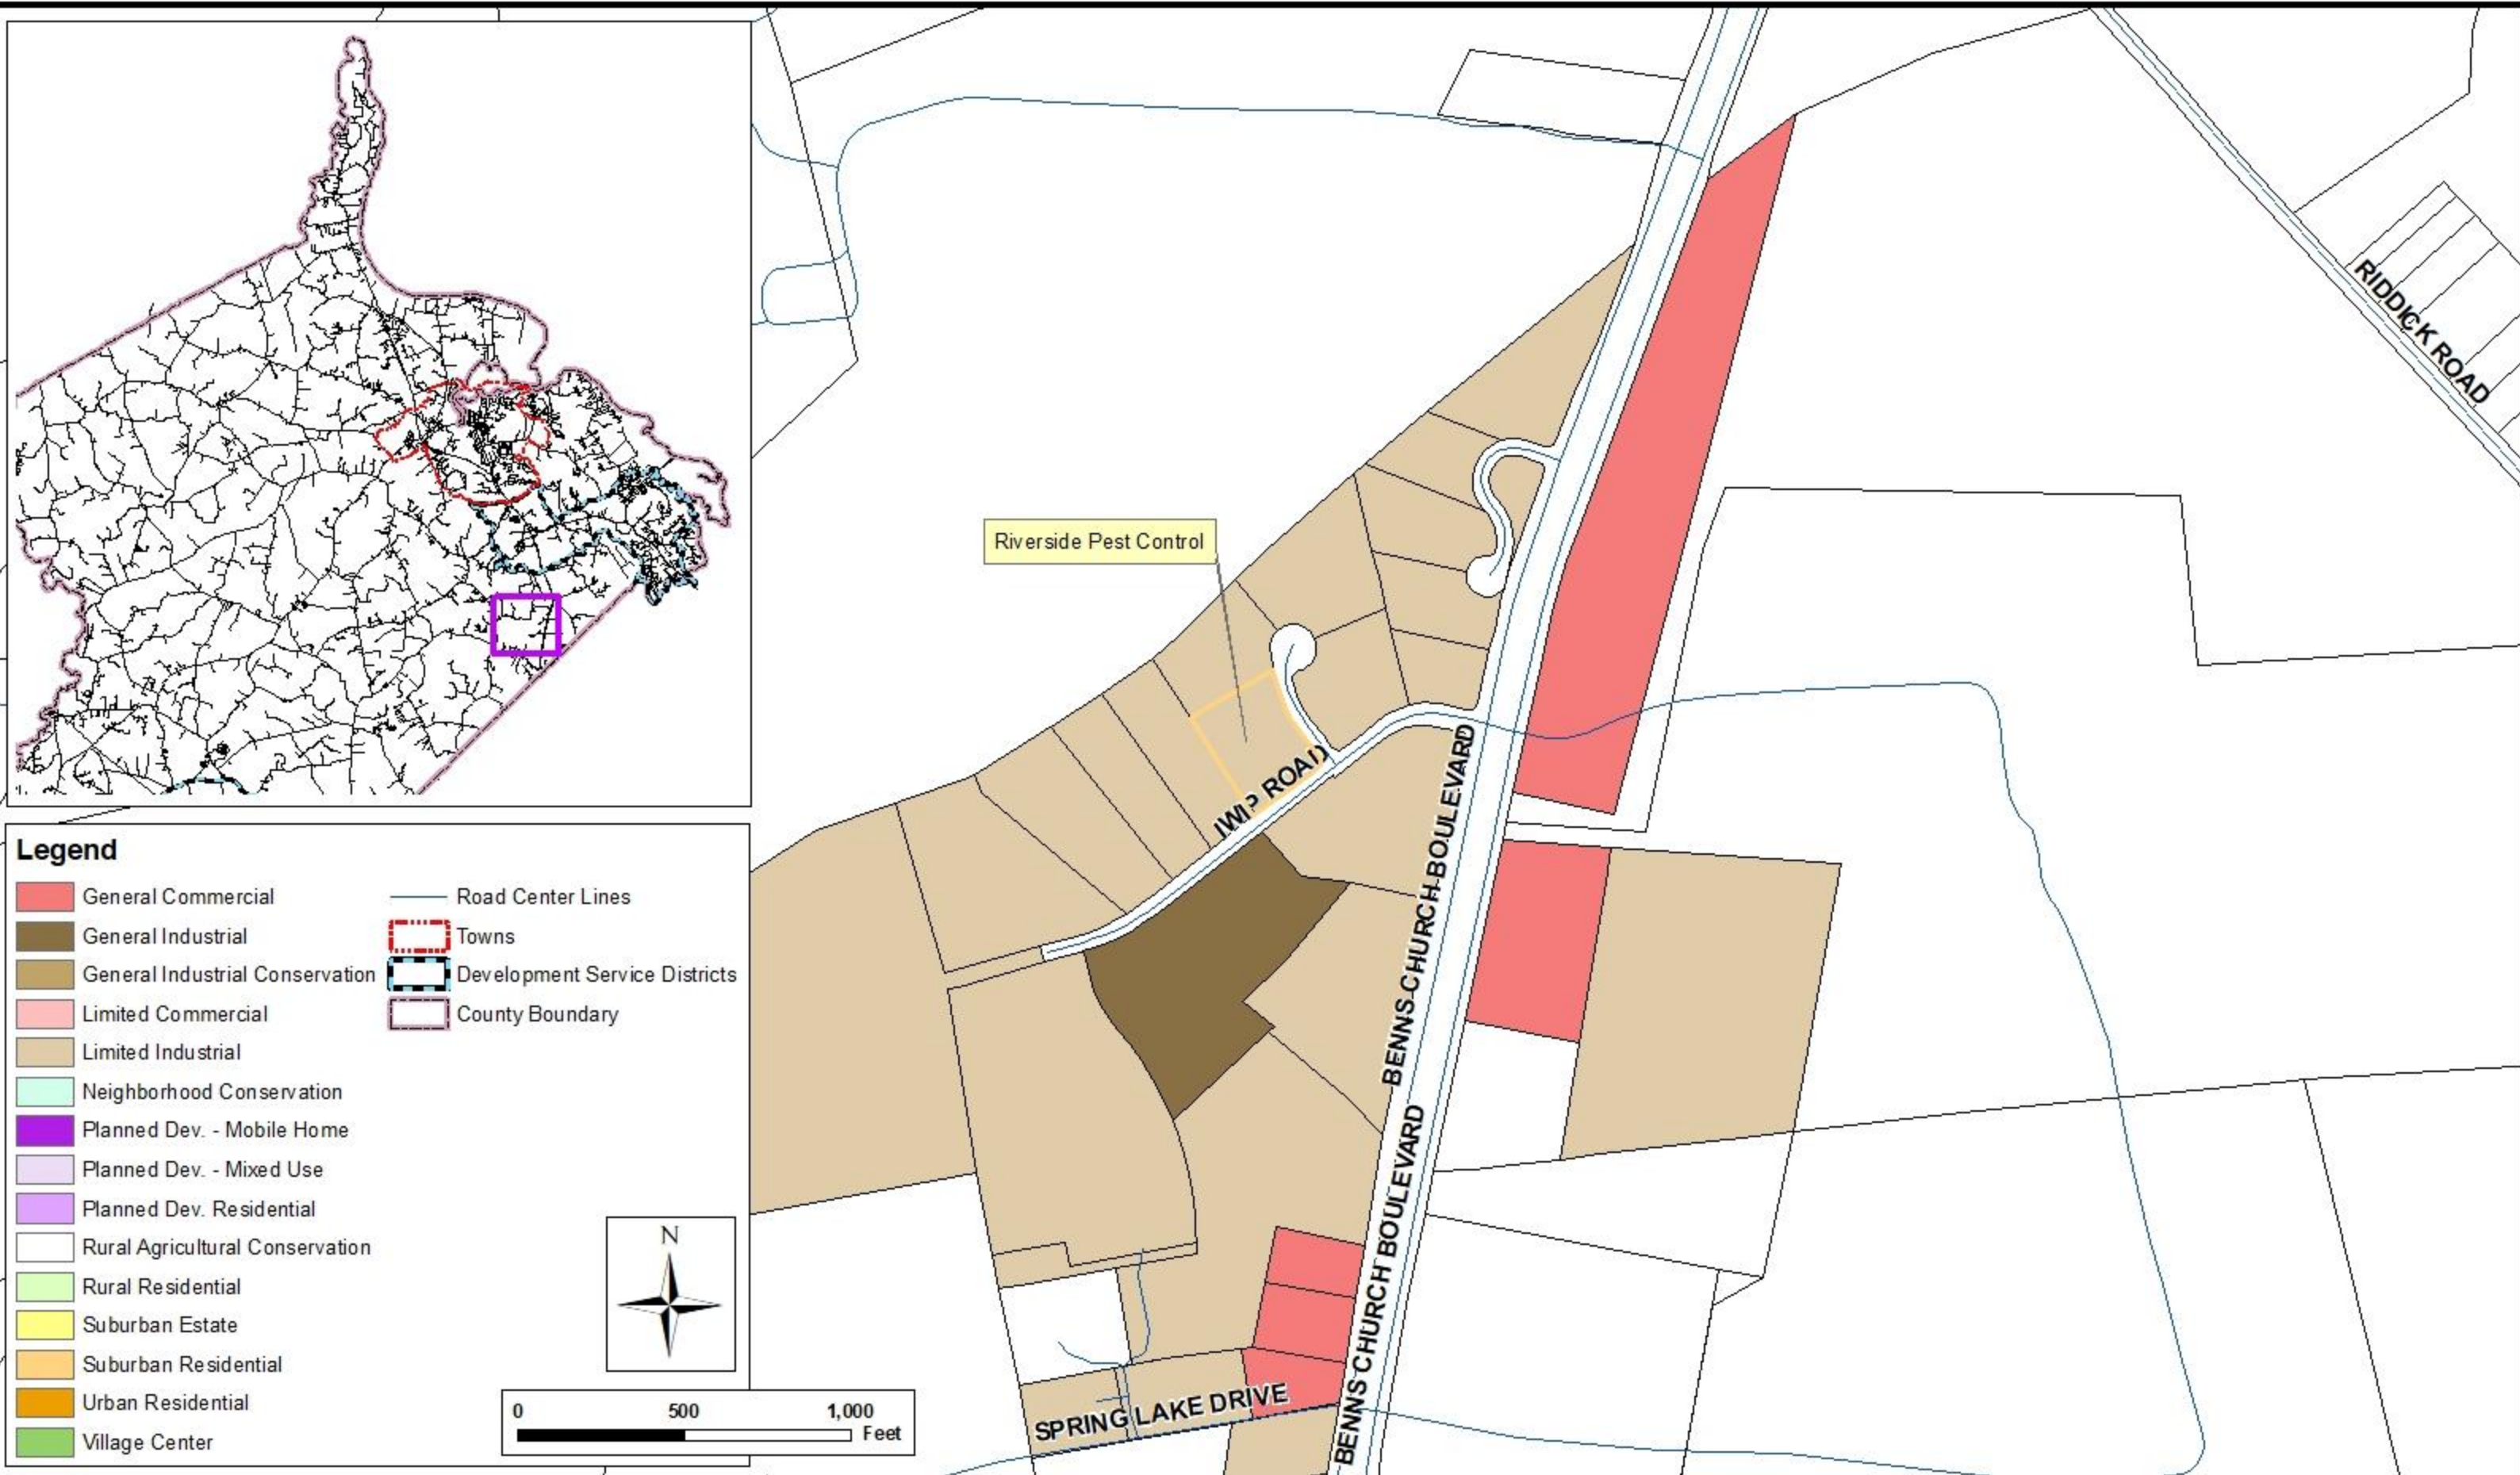 RIDDICK ROAD
Riverside Pest Control
IWIP ROAD
BENNS CHURCH BOULEVARD
BENNS CHURCH BOULEVARD
SPRING LAKE DRIVE
Legend
General Commercial
General Industrial
General Industrial Conservation
Limited Commercial
Limited Industrial
Neighborhood Conservation
Planned Dev. - Mobile Home
Planned Dev. - Mixed Use
Planned Dev. Residential
Rural Agricultural Conservation
Rural Residential
Suburban Estate
Suburban Residential
Urban Residential
Village Center
Road Center Lines
Towns
Development Service Districts
County Boundary
N
0 500 1,000
Feet